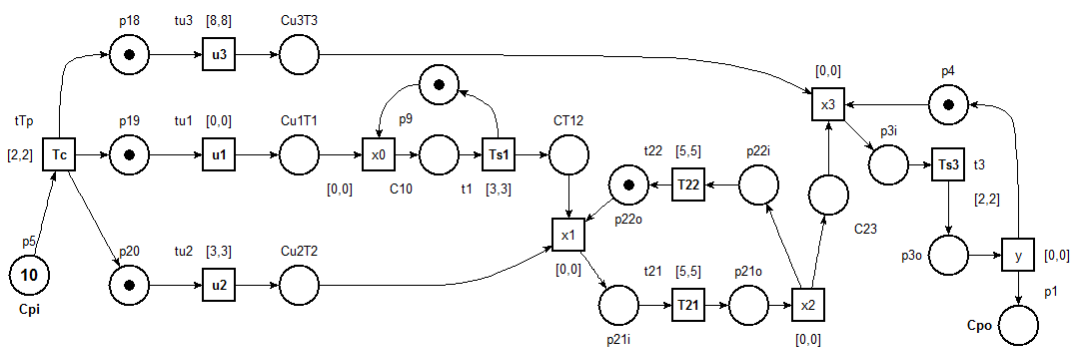 p18
tu3 [8,8]
Cu3T3
u3
[0,0]
p4
x3
tTp
p19
tu1 [0,0]
Cu1T1
p9
CT12
p3i
[2,2]
Tc
u1
x0
Ts1
t22 [5,5] p22i
Ts3
t3
[0,0]
C10
t1
[3,3]
T22
[2,2]
p22o
C23
p5
p20
tu2 [3,3]
Cu2T2
x1
p3o
y
[0,0]
10
u2
[0,0]
t21 [5,5] p21o
p1
Cpi
T21
x2
Cpo
p21i
[0,0]